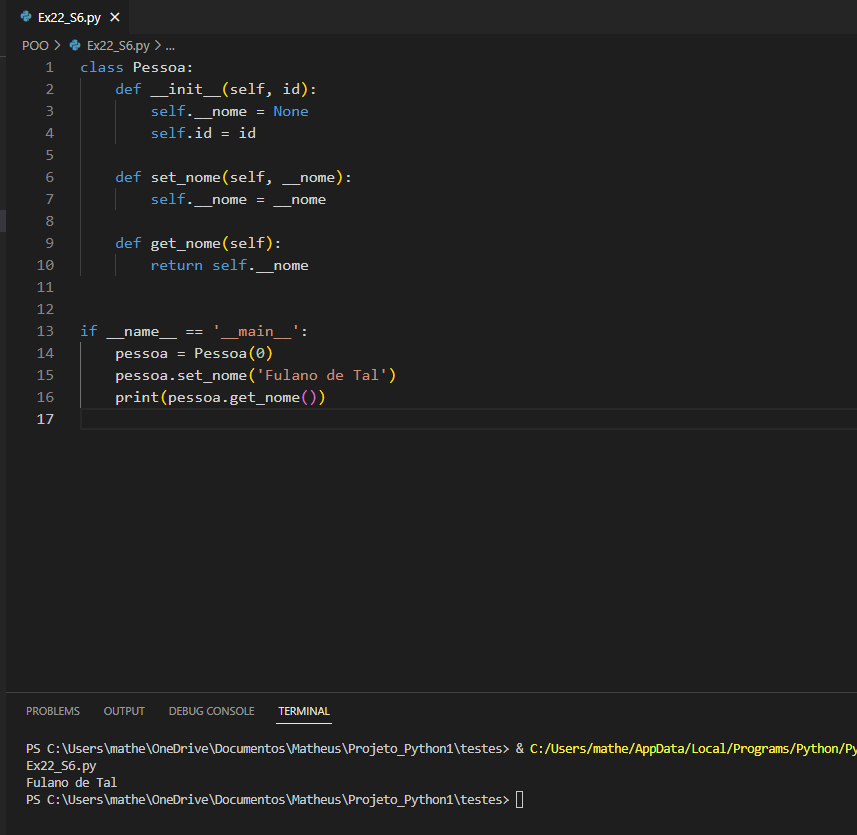 Ex22_S6.py
POO > Ex22_S6.py > ...
1 class Pessoa:
2     def __init__(self, id):
3         self.__nome = None
4         self.id = id
5
6     def set_nome(self, __nome):
7         self.__nome = __nome
8
9     def get_nome(self):
10         return self.__nome
11
12
13 if __name__ == '__main__':
14     pessoa = Pessoa(0)
15     pessoa.set_nome('Fulano de Tal')
16     print(pessoa.get_nome())
17
PROBLEMS OUTPUT DEBUG CONSOLE TERMINAL
PS C:\Users\mathe\OneDrive\Documentos\Matheus\Projeto_Python1\testes> & C:/Users/mathe/AppData/Local/Programs/Python/Py
Ex22_S6.py
Fulano de Tal
PS C:\Users\mathe\OneDrive\Documentos\Matheus\Projeto_Python1\testes>